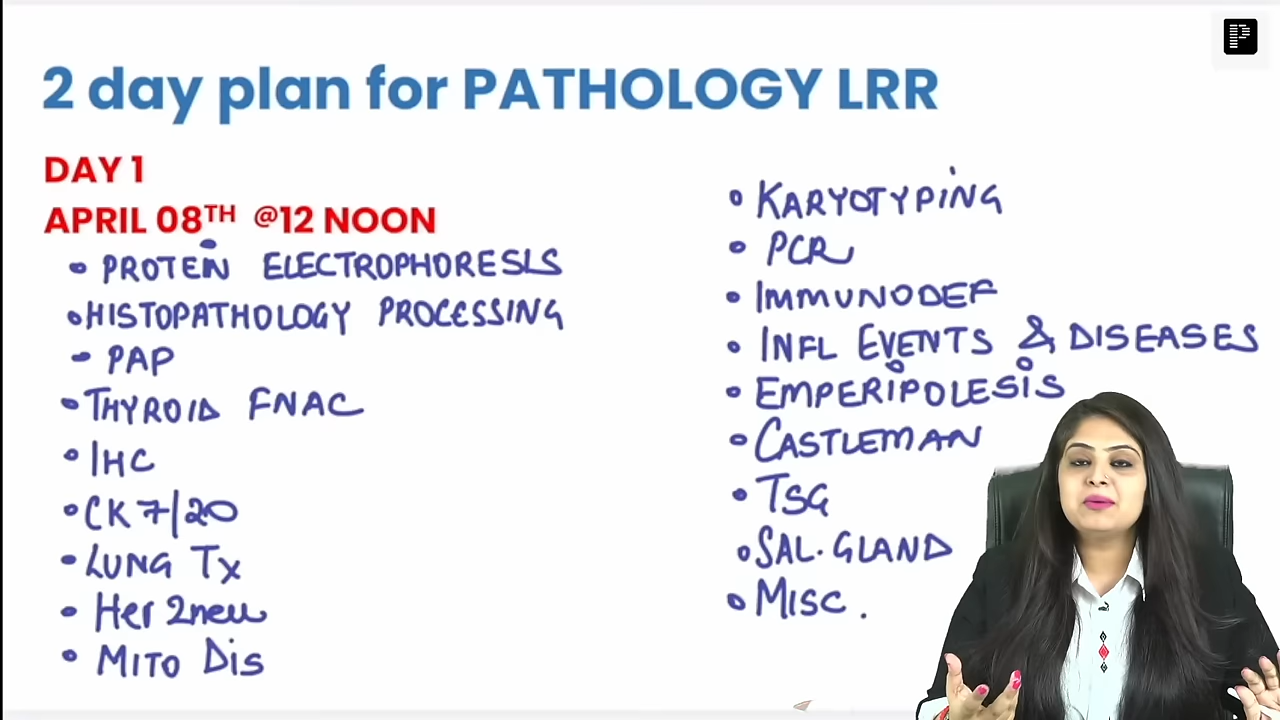 2 day plan for PATHOLOGY LRR
DAY 1
APRIL 08TH @12 NOON
• PROTEIN ELECTROPHORESIS
• HISTOPATHOLOGY PROCESSING
• PAP
• THYROID FNAC
• IHC
• CK 7/20
• LUNG Tx
• Her 2neu
• MITO DIS
• KARYOTYPING
• PCR
• IMMUNODEF
• INFL EVENTS & DISEASES
• EMPERIPOLESIS
• CASTLEMAN
• TSG
• SAL. GLAND
• MISC.